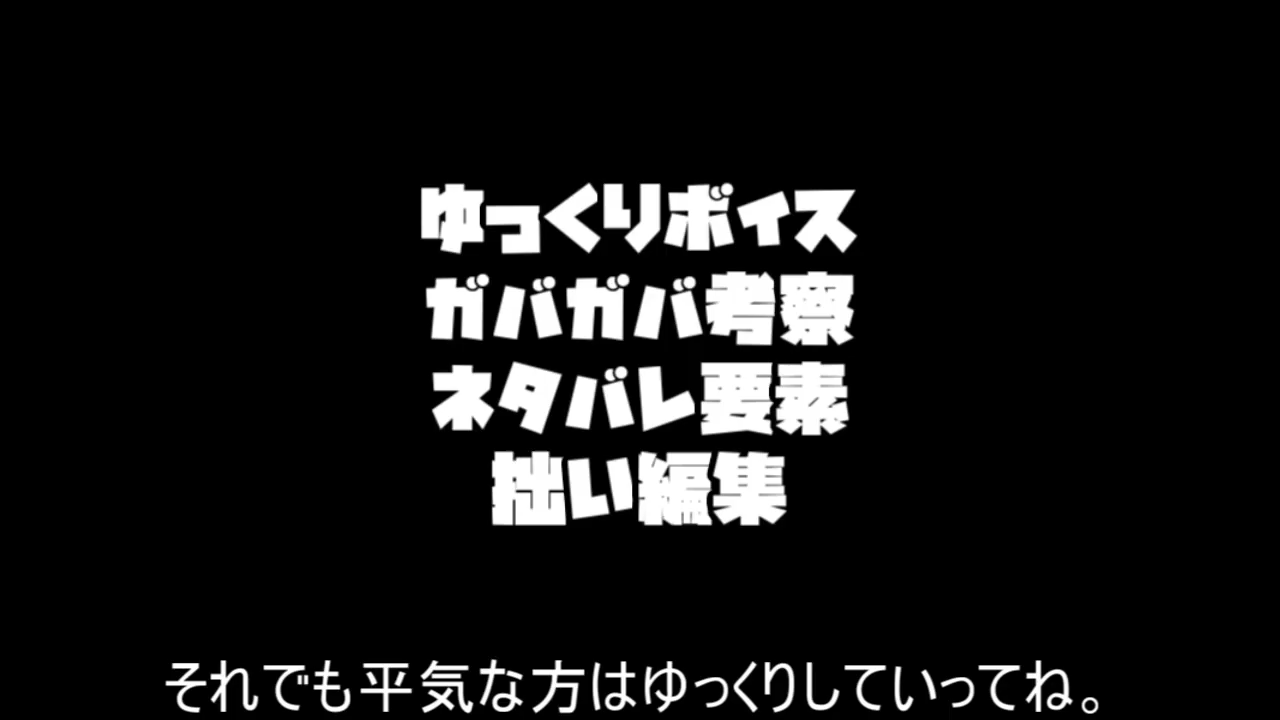 ゆっくりボイス
ガバガバ考察
ネタバレ要素
拙い編集
それでも平気な方はゆっくりしていってね。